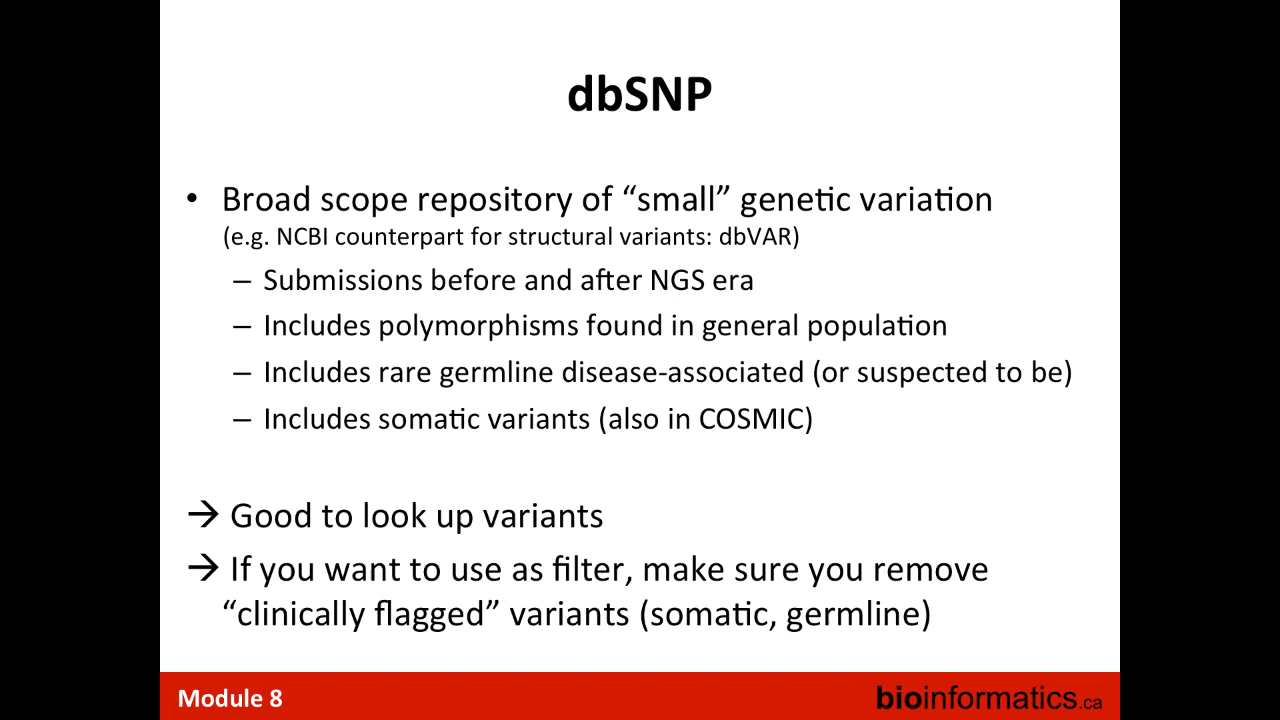 dbSNP
• Broad scope repository of “small” genetic variation
(e.g. NCBI counterpart for structural variants: dbVAR)
– Submissions before and after NGS era
– Includes polymorphisms found in general population
– Includes rare germline disease-associated (or suspected to be)
– Includes somatic variants (also in COSMIC)
→ Good to look up variants
→ If you want to use as filter, make sure you remove
“clinically flagged” variants (somatic, germline)
Module 8
bioinformatics.ca